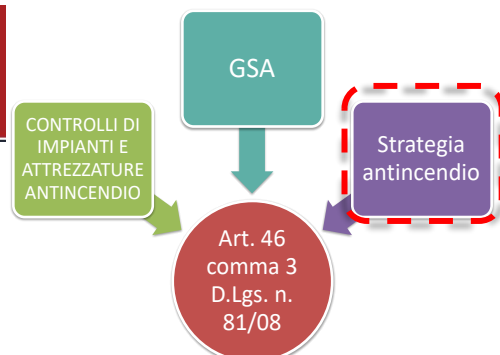 GSA
CONTROLLI DI
IMPIANTI E
ATTREZZATURE
ANTINCENDIO
Strategia
antincendio
Art. 46
comma 3
D.Lgs. n.
81/08